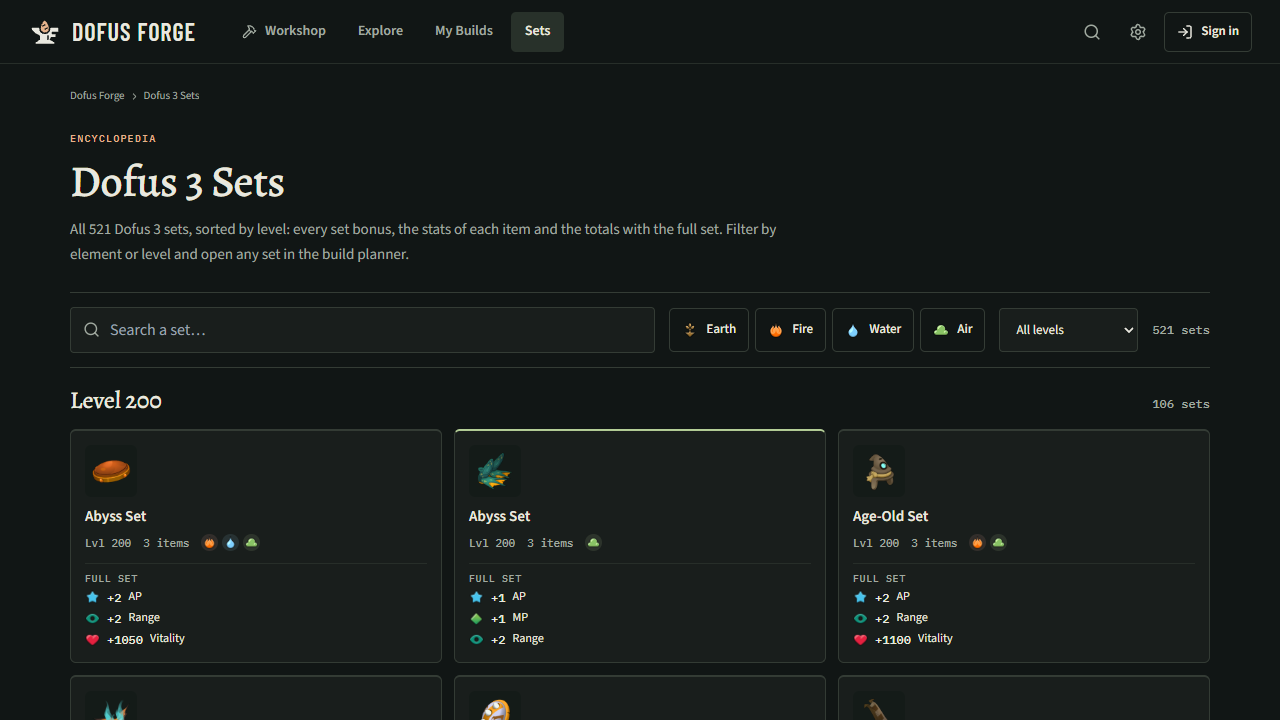 DOFUS FORGE
Workshop
Explore
My Builds
Sets
Sign in
Dofus Forge > Dofus 3 Sets
ENCYCLOPEDIA
Dofus 3 Sets
All 521 Dofus 3 sets, sorted by level: every set bonus, the stats of each item and the totals with the full set. Filter by
element or level and open any set in the build planner.
Search a set…
Earth
Fire
Water
Air
All levels
521 sets
Level 200
106 sets
Abyss Set
Lvl 200 3 items
FULL SET
+2 AP
+2 Range
+1050 Vitality
Abyss Set
Lvl 200 3 items
FULL SET
+1 AP
+1 MP
+2 Range
Age-Old Set
Lvl 200 3 items
FULL SET
+2 AP
+2 Range
+1100 Vitality